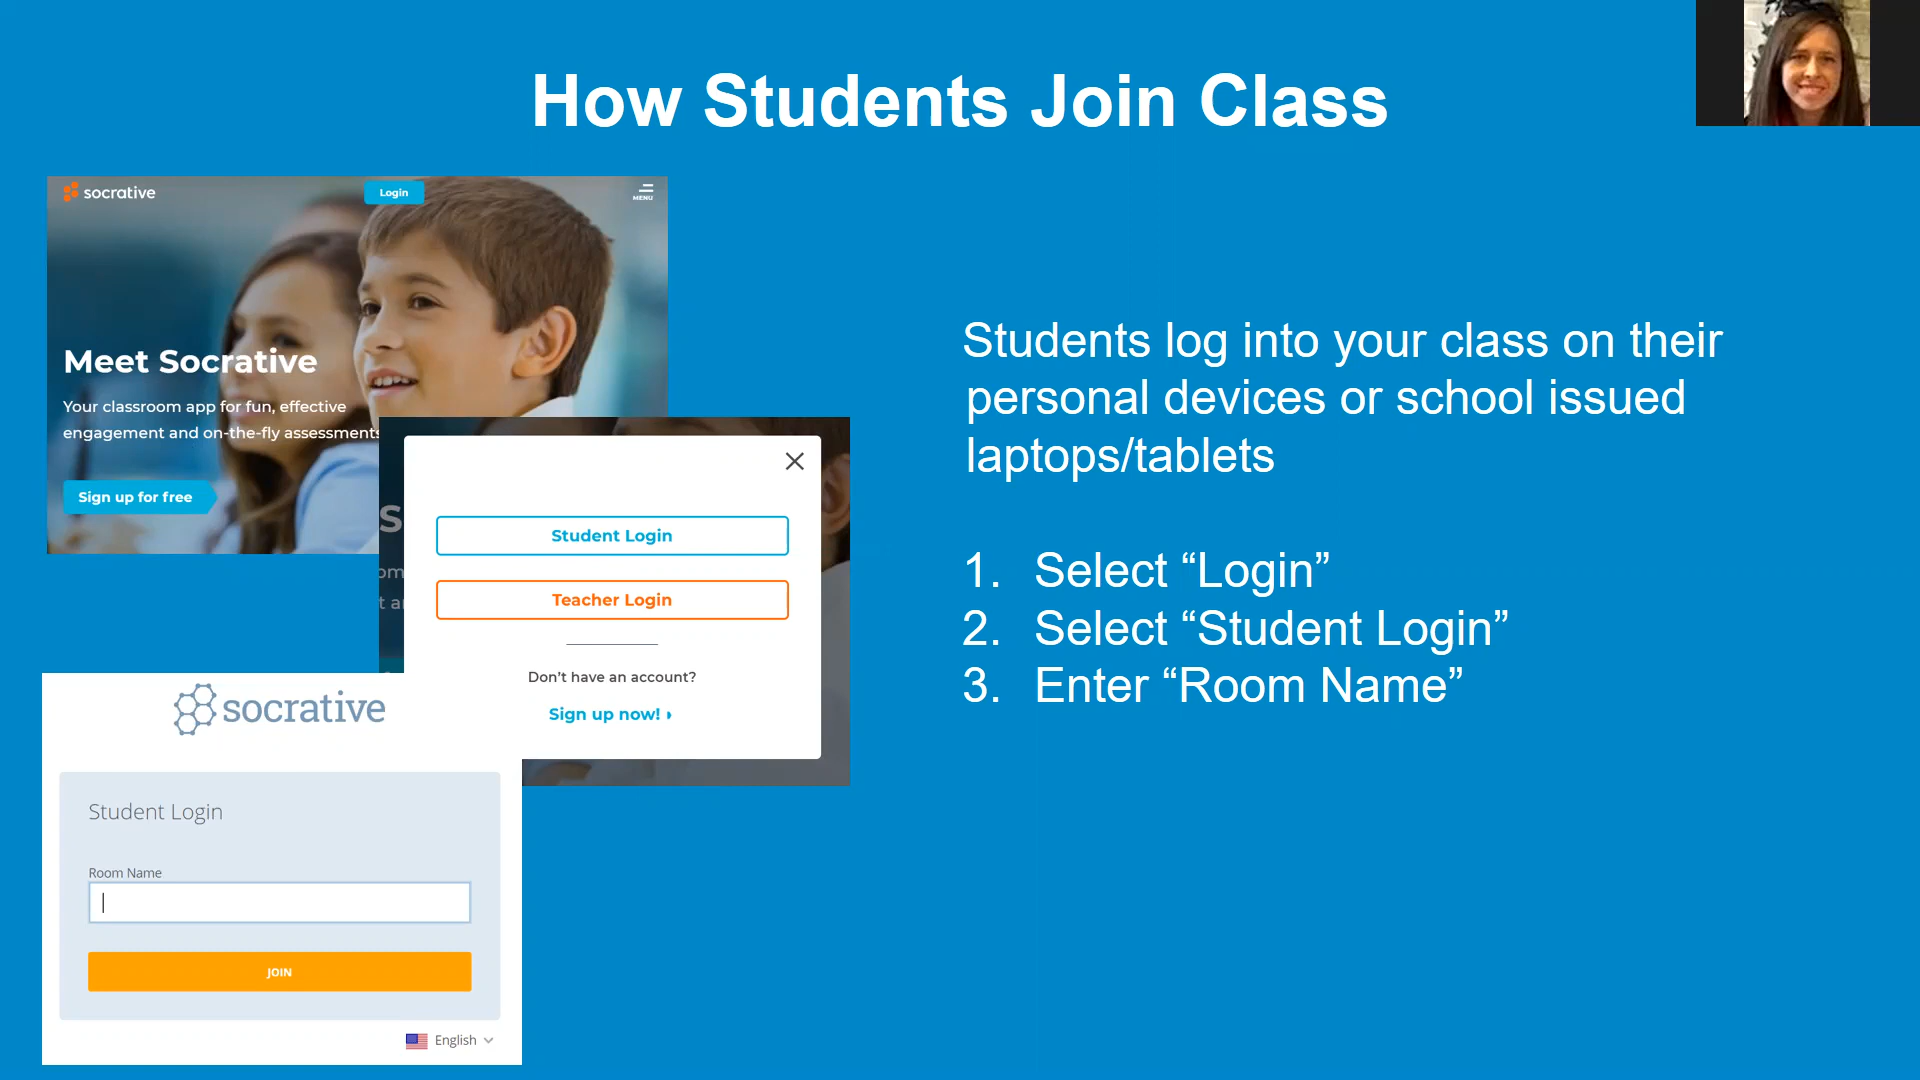 How Students Join Class
socrative
Login
MENU
Meet Socrative
Your classroom app for fun, effective
engagement and on-the-fly assessments
Sign up for free
S
om
t a
Student Login
Teacher Login
Don't have an account?
Sign up now!
socrative
Student Login
Room Name
JOIN
English
Students log into your class on their
personal devices or school issued
laptops/tablets
1. Select “Login”
2. Select “Student Login”
3. Enter “Room Name”